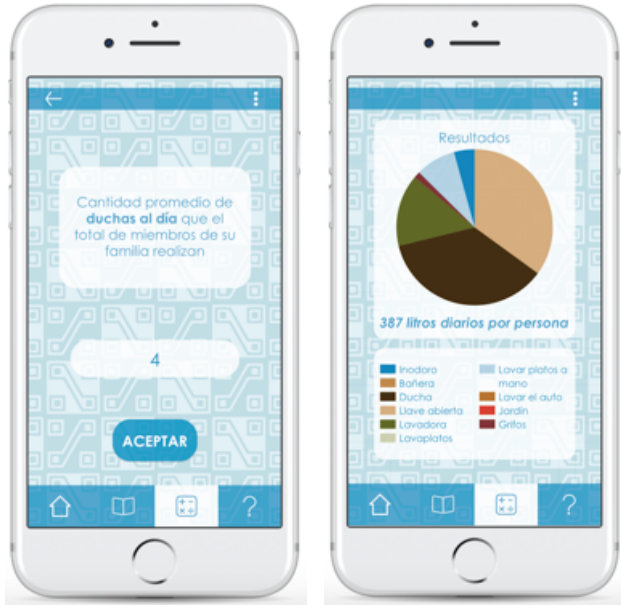 Cantidad promedio de
duchas al día que el
total de miembros de su
familia realizan
4
ACEPTAR
?
Resultados
387 litros diarios por persona
Inodoro
Bañera
Ducha
Llave abierta
Lavadora
Lavaplatos
Lavar platos a
mano
Lavar el auto
Jardín
Grifos
?